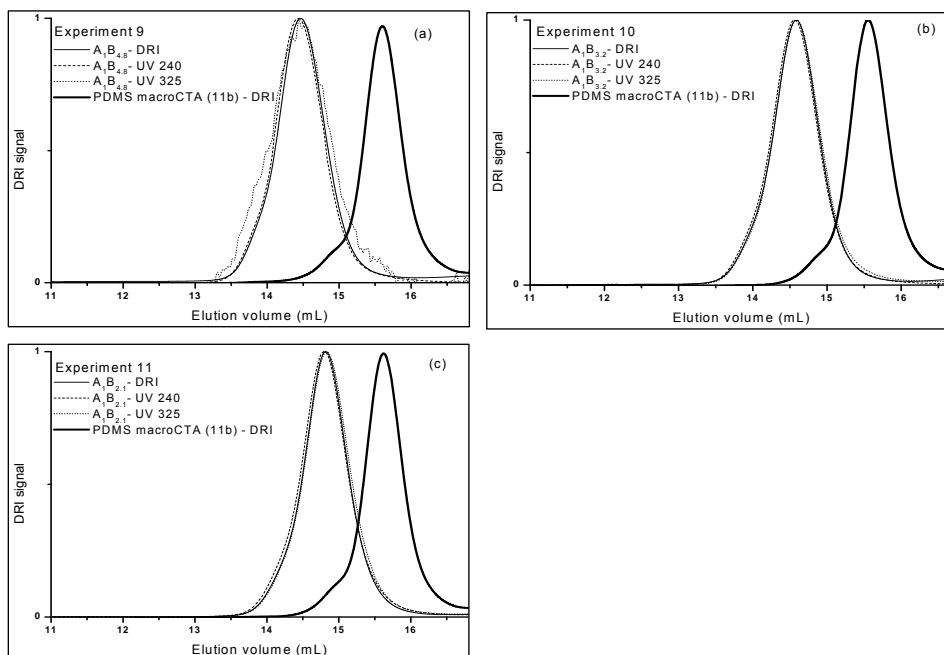 Experiment 9
(a)
A₁B₄.₈- DRI
A₁B₄.₈- UV 240
A₁B₄.₈- UV 325
PDMS macroCTA (11b) - DRI
DRI signal
1
0
11 12 13 14 15 16
Elution volume (mL)
Experiment 10
(b)
A₁B₃.₂- DRI
A₁B₃.₂- UV 240
A₁B₃.₂- UV 325
PDMS macroCTA (11b) - DRI
DRI signal
1
0
11 12 13 14 15 16
Elution volume (mL)
Experiment 11
(c)
A₁B₂.₁- DRI
A₁B₂.₁- UV 240
A₁B₂.₁- UV 325
PDMS macroCTA (11b) - DRI
DRI signal
1
0
11 12 13 14 15 16
Elution volume (mL)